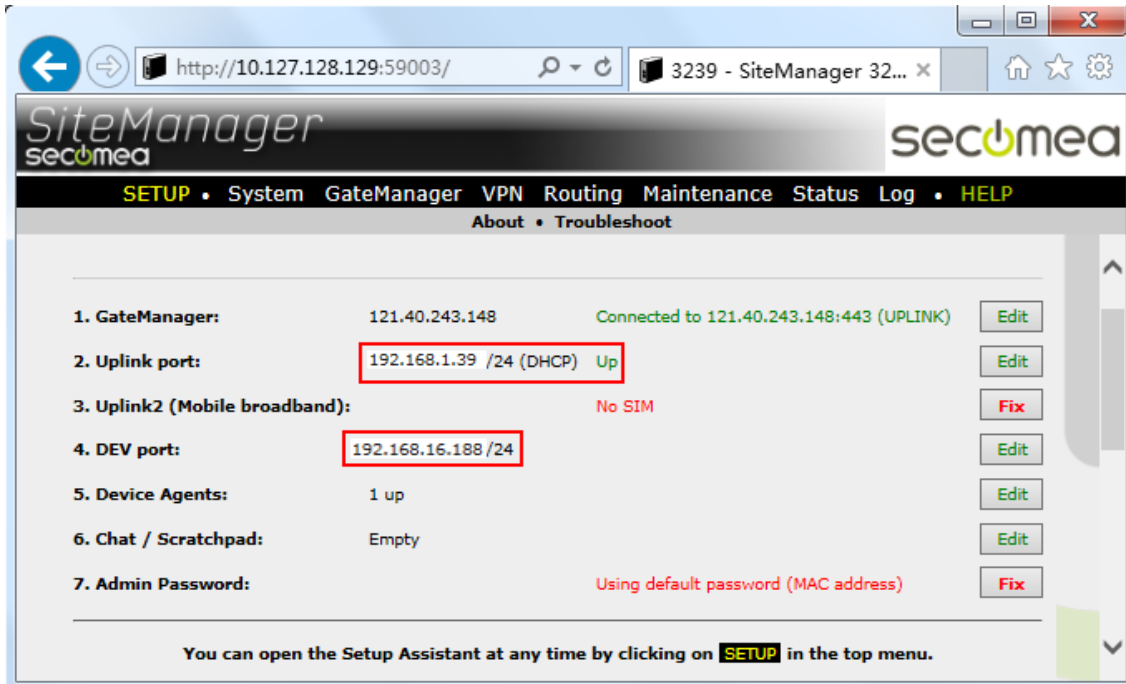 http://10.127.128.129:59003/
3239 - SiteManager 32...
SiteManager
secomea
secomea
SETUP • System GateManager VPN Routing Maintenance Status Log • HELP
About • Troubleshoot
1. GateManager: 121.40.243.148 Connected to 121.40.243.148:443 (UPLINK) Edit
2. Uplink port: 192.168.1.39 /24 (DHCP) Up Edit
3. Uplink2 (Mobile broadband): No SIM Fix
4. DEV port: 192.168.16.188 /24 Edit
5. Device Agents: 1 up Edit
6. Chat / Scratchpad: Empty Edit
7. Admin Password: Using default password (MAC address) Fix
You can open the Setup Assistant at any time by clicking on SETUP in the top menu.